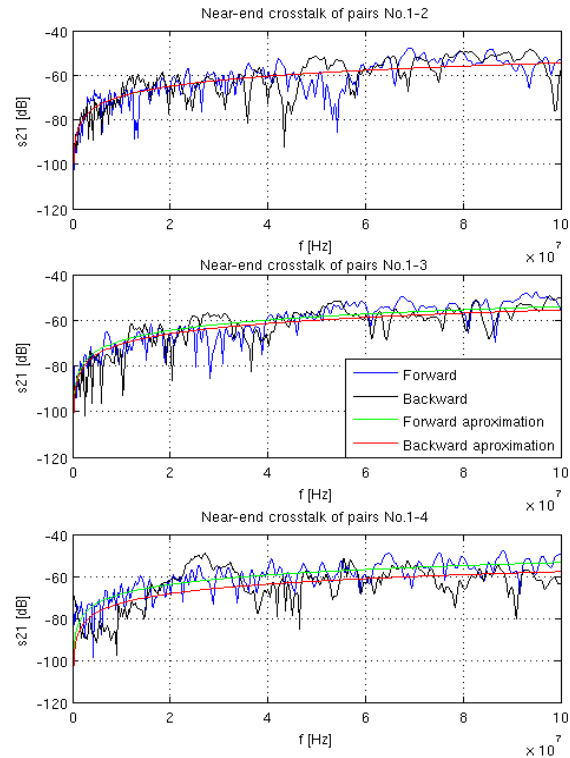 Near-end crosstalk of pairs No.1-2
-40
-60
-80
-100
-120
s21 [dB]
0 2 4 6 8 10
f [Hz]
× 10^7
Near-end crosstalk of pairs No.1-3
-40
-60
-80
-100
-120
s21 [dB]
Forward
Backward
Forward aproximation
Backward aproximation
0 2 4 6 8 10
f [Hz]
× 10^7
Near-end crosstalk of pairs No.1-4
-40
-60
-80
-100
-120
s21 [dB]
0 2 4 6 8 10
f [Hz]
× 10^7